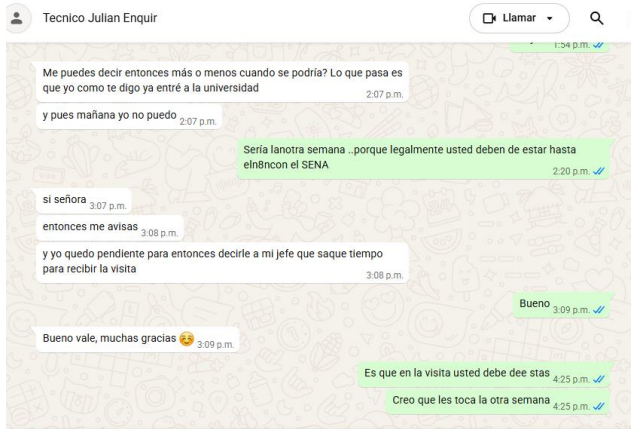 Tecnico Julian Enquir
Llamar
1:54 p.m.
Me puedes decir entonces más o menos cuando se podría? Lo que pasa es
que yo como te digo ya entré a la universidad
2:07 p.m.
y pues mañana yo no puedo 2:07 p.m.
Sería lanotra semana ..porque legalmente usted deben de estar hasta
eln8ncon el SENA
2:20 p.m.
si señora 3:07 p.m.
entonces me avisas 3:08 p.m.
y yo quedo pendiente para entonces decirle a mi jefe que saque tiempo
para recibir la visita
3:08 p.m.
Bueno 3:09 p.m.
Bueno vale, muchas gracias ☺️ 3:09 p.m.
Es que en la visita usted debe dee stas 4:25 p.m.
Creo que les toca la otra semana 4:25 p.m.